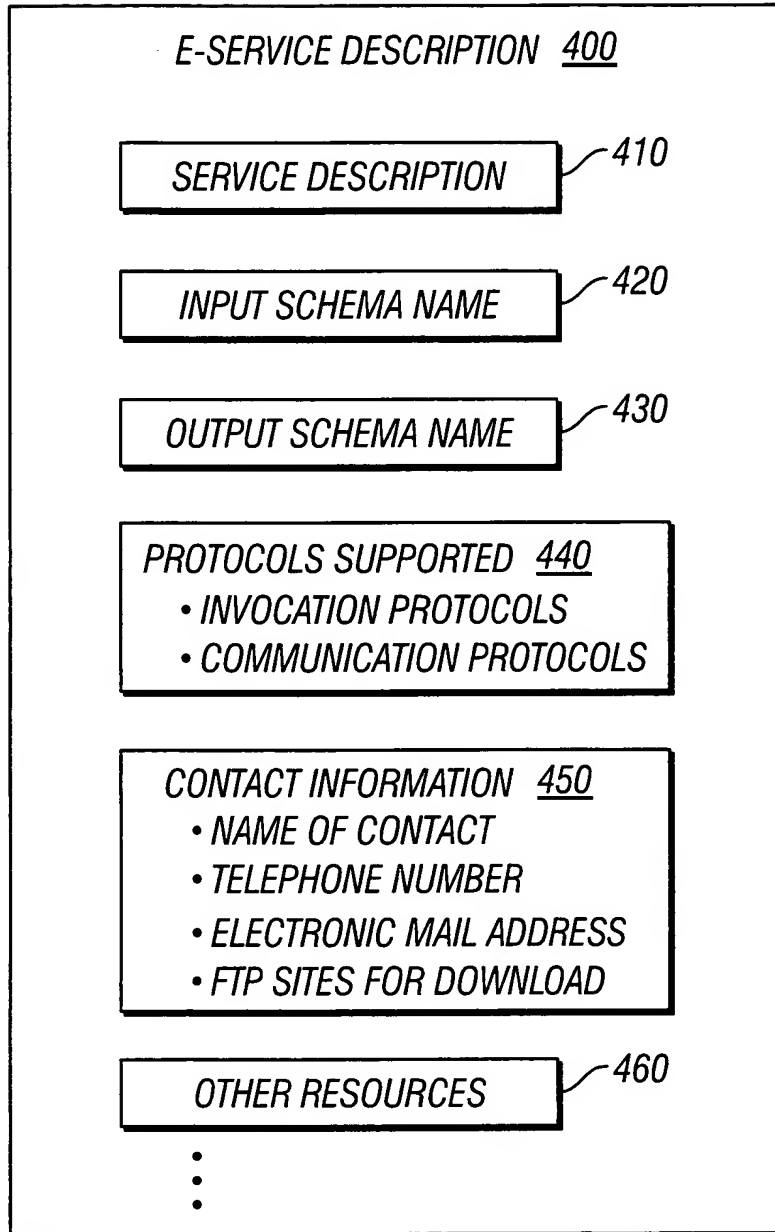 E-SERVICE DESCRIPTION 400
SERVICE DESCRIPTION 410
INPUT SCHEMA NAME 420
OUTPUT SCHEMA NAME 430
PROTOCOLS SUPPORTED 440
• INVOCATION PROTOCOLS
• COMMUNICATION PROTOCOLS
CONTACT INFORMATION 450
• NAME OF CONTACT
• TELEPHONE NUMBER
• ELECTRONIC MAIL ADDRESS
• FTP SITES FOR DOWNLOAD
OTHER RESOURCES 460